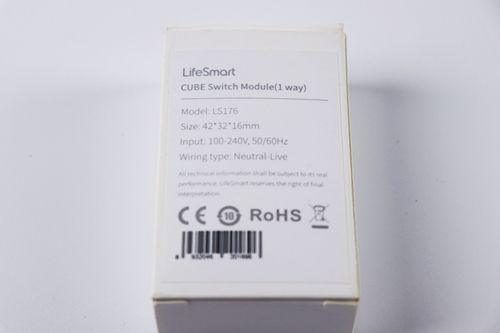 LifeSmart
CUBE Switch Module(1 way)
Model: LS176
Size: 42*32*16mm
Input: 100-240V, 50/60Hz
Wiring type: Neutral-Live
All technical information shall be subject to its real
performance. LifeSmart reserves the right of final
interpretation.
CE 10 RoHS